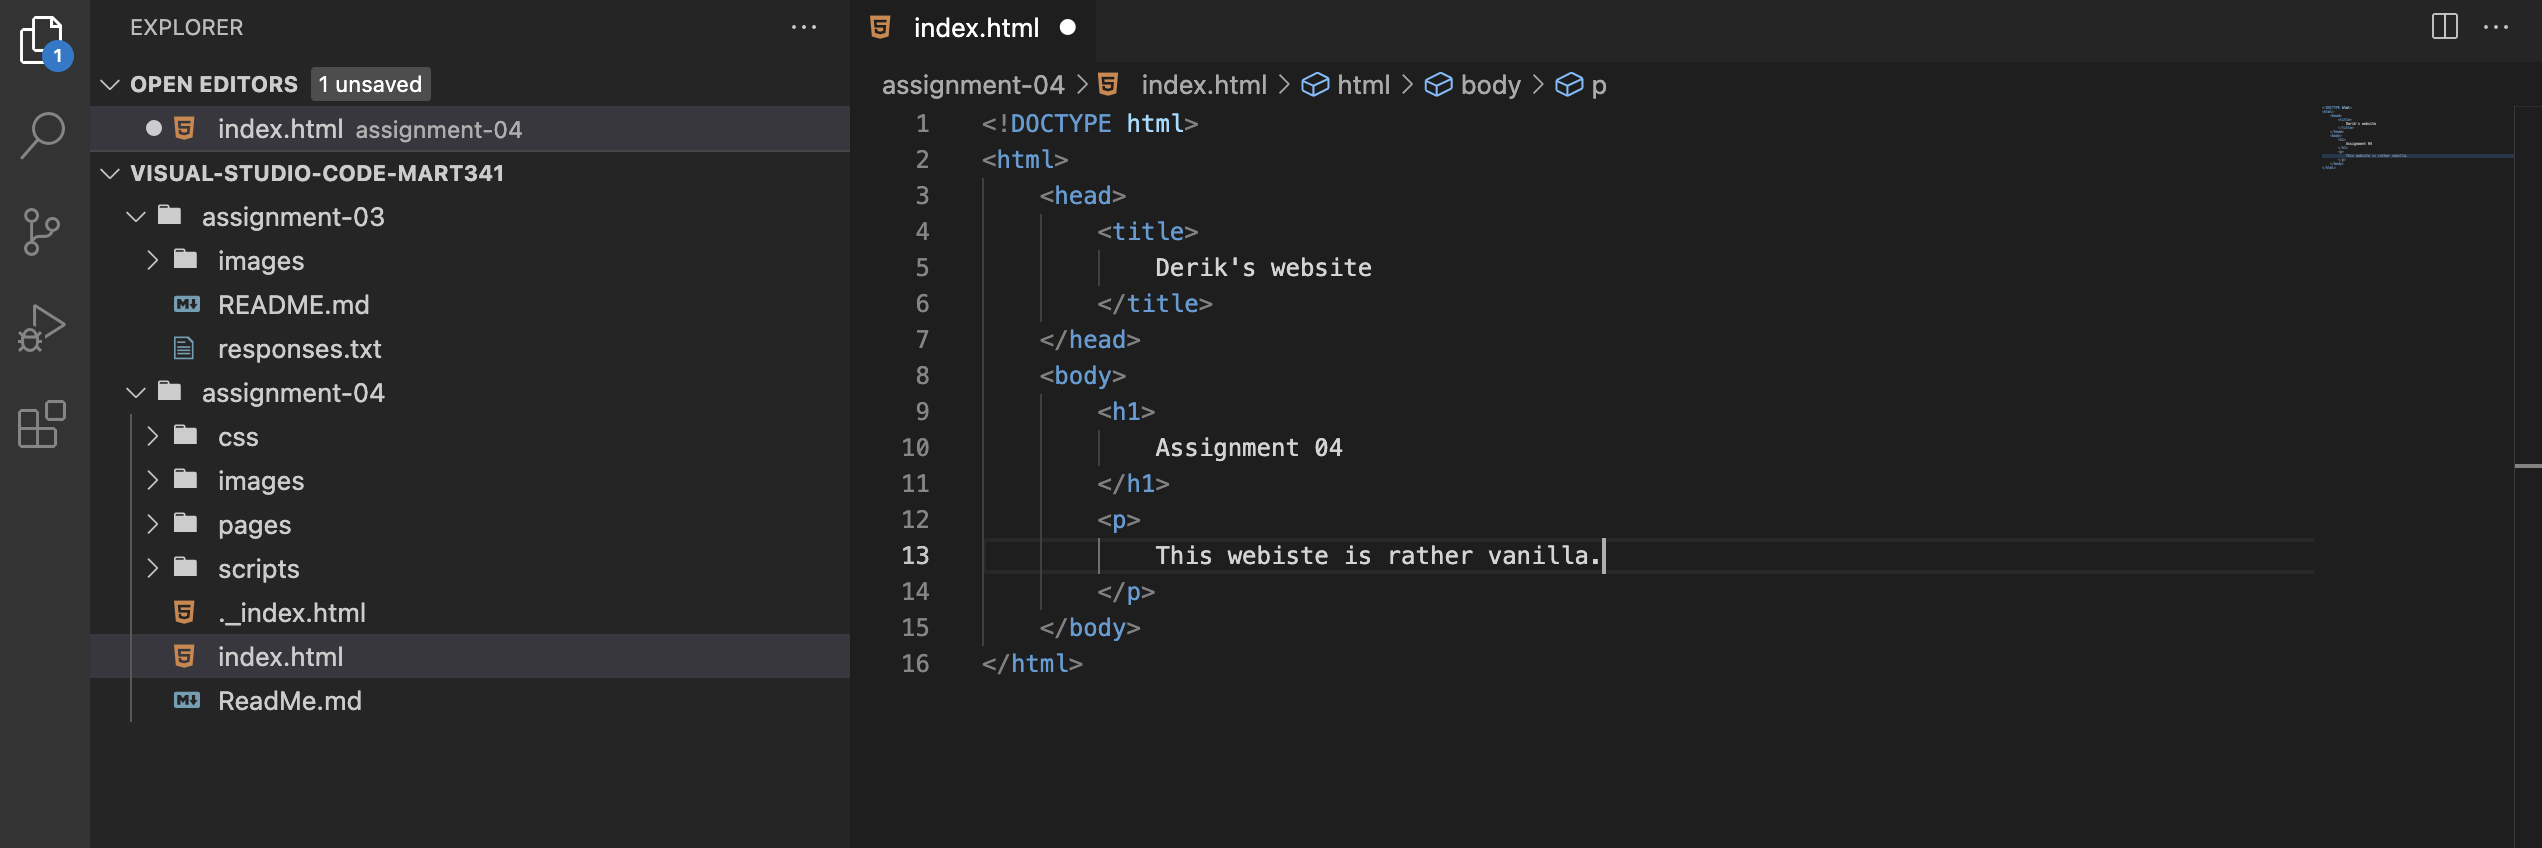 EXPLORER
OPEN EDITORS 1 unsaved
index.html assignment-04
VISUAL-STUDIO-CODE-MART341
assignment-03
images
README.md
responses.txt
assignment-04
css
images
pages
scripts
._index.html
index.html
ReadMe.md
1
index.html
assignment-04 > index.html > html > body > p
1 <!DOCTYPE html>
2 <html>
3 <head>
4 <title>
5 Derik's website
6 </title>
7 </head>
8 <body>
9 <h1>
10 Assignment 04
11 </h1>
12 <p>
13 This webiste is rather vanilla.
14 </p>
15 </body>
16 </html>